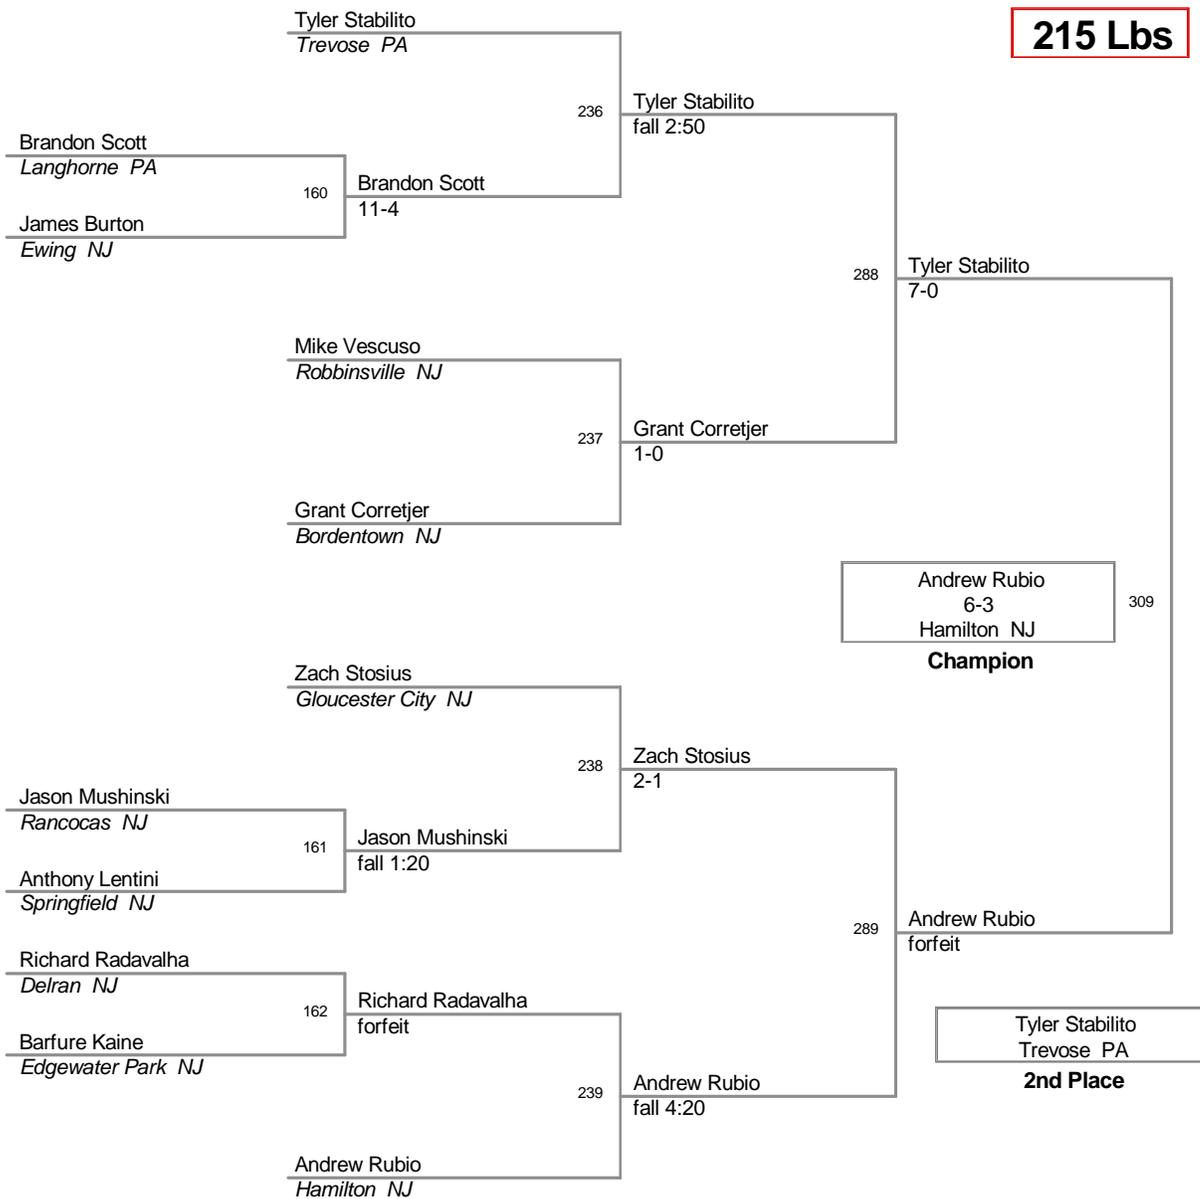 215 Lbs
Tyler Stabilito
Trevose  PA
236
Tyler Stabilito
fall 2:50
Brandon Scott
Langhorne  PA
160
Brandon Scott
11-4
James Burton
Ewing  NJ
288
Tyler Stabilito
7-0
Mike Vescuso
Robbinsville  NJ
237
Grant Corretjer
1-0
Grant Corretjer
Bordentown  NJ
Andrew Rubio
6-3
Hamilton  NJ
309
Champion
Zach Stosius
Gloucester City  NJ
238
Zach Stosius
2-1
Jason Mushinski
Rancocas  NJ
161
Jason Mushinski
fall 1:20
Anthony Lentini
Springfield  NJ
289
Andrew Rubio
forfeit
Richard Radavalha
Delran  NJ
162
Richard Radavalha
forfeit
Barfure Kaine
Edgewater Park  NJ
Tyler Stabilito
Trevose  PA
2nd Place
239
Andrew Rubio
fall 4:20
Andrew Rubio
Hamilton  NJ